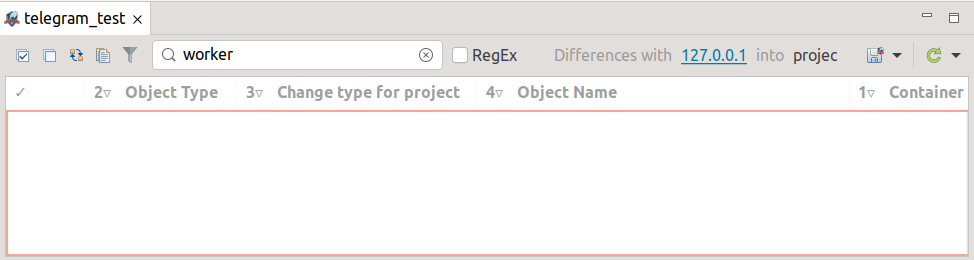 telegram_test
worker RegEx Differences with 127.0.0.1 into projec
✓ 2▽ Object Type 3▽ Change type for project 4▽ Object Name 1▽ Container